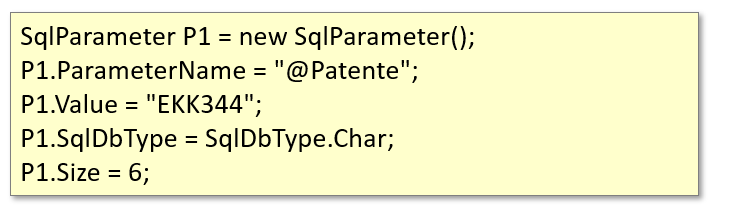 SqlParameter P1 = new SqlParameter();
P1.ParameterName = "@Patente";
P1.Value = "EKK344";
P1.SqlDbType = SqlDbType.Char;
P1.Size = 6;